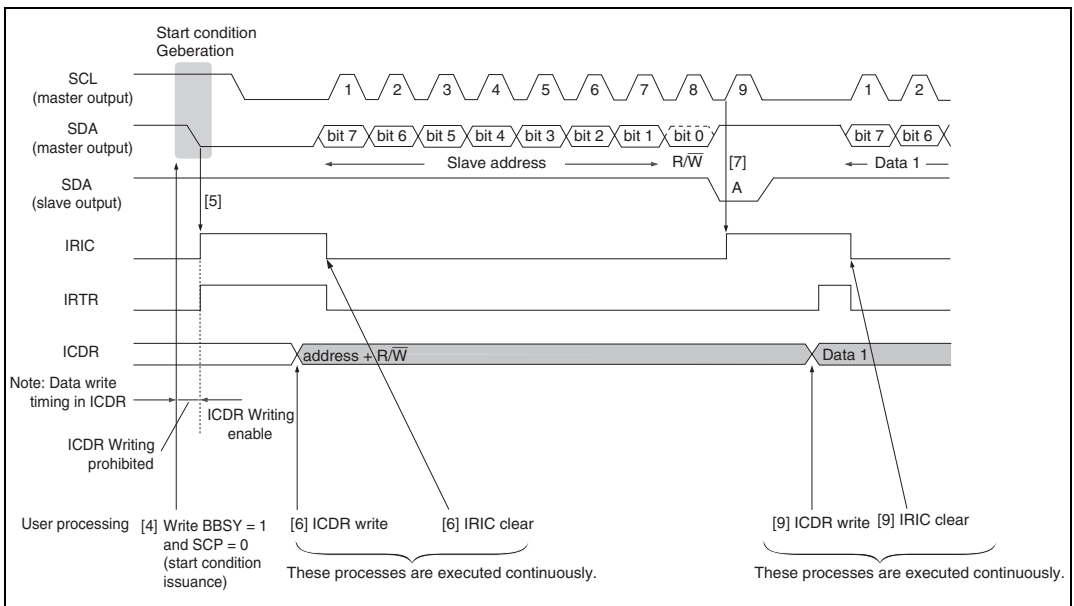 Start condition
Geberation
SCL
(master output)
1 2 3 4 5 6 7 8 9 1 2
SDA
(master output)
bit 7 bit 6 bit 5 bit 4 bit 3 bit 2 bit 1 bit 0 bit 7 bit 6
Slave address R/W̅ [7] Data 1
SDA
(slave output)
[5]
A
IRIC
IRTR
ICDR
address + R/W̅
Data 1
Note: Data write
timing in ICDR
ICDR Writing
enable
ICDR Writing
prohibited
User processing
[4] Write BBSY = 1
and SCP = 0
(start condition
issuance)
[6] ICDR write
[6] IRIC clear
These processes are executed continuously.
[9] ICDR write
[9] IRIC clear
These processes are executed continuously.